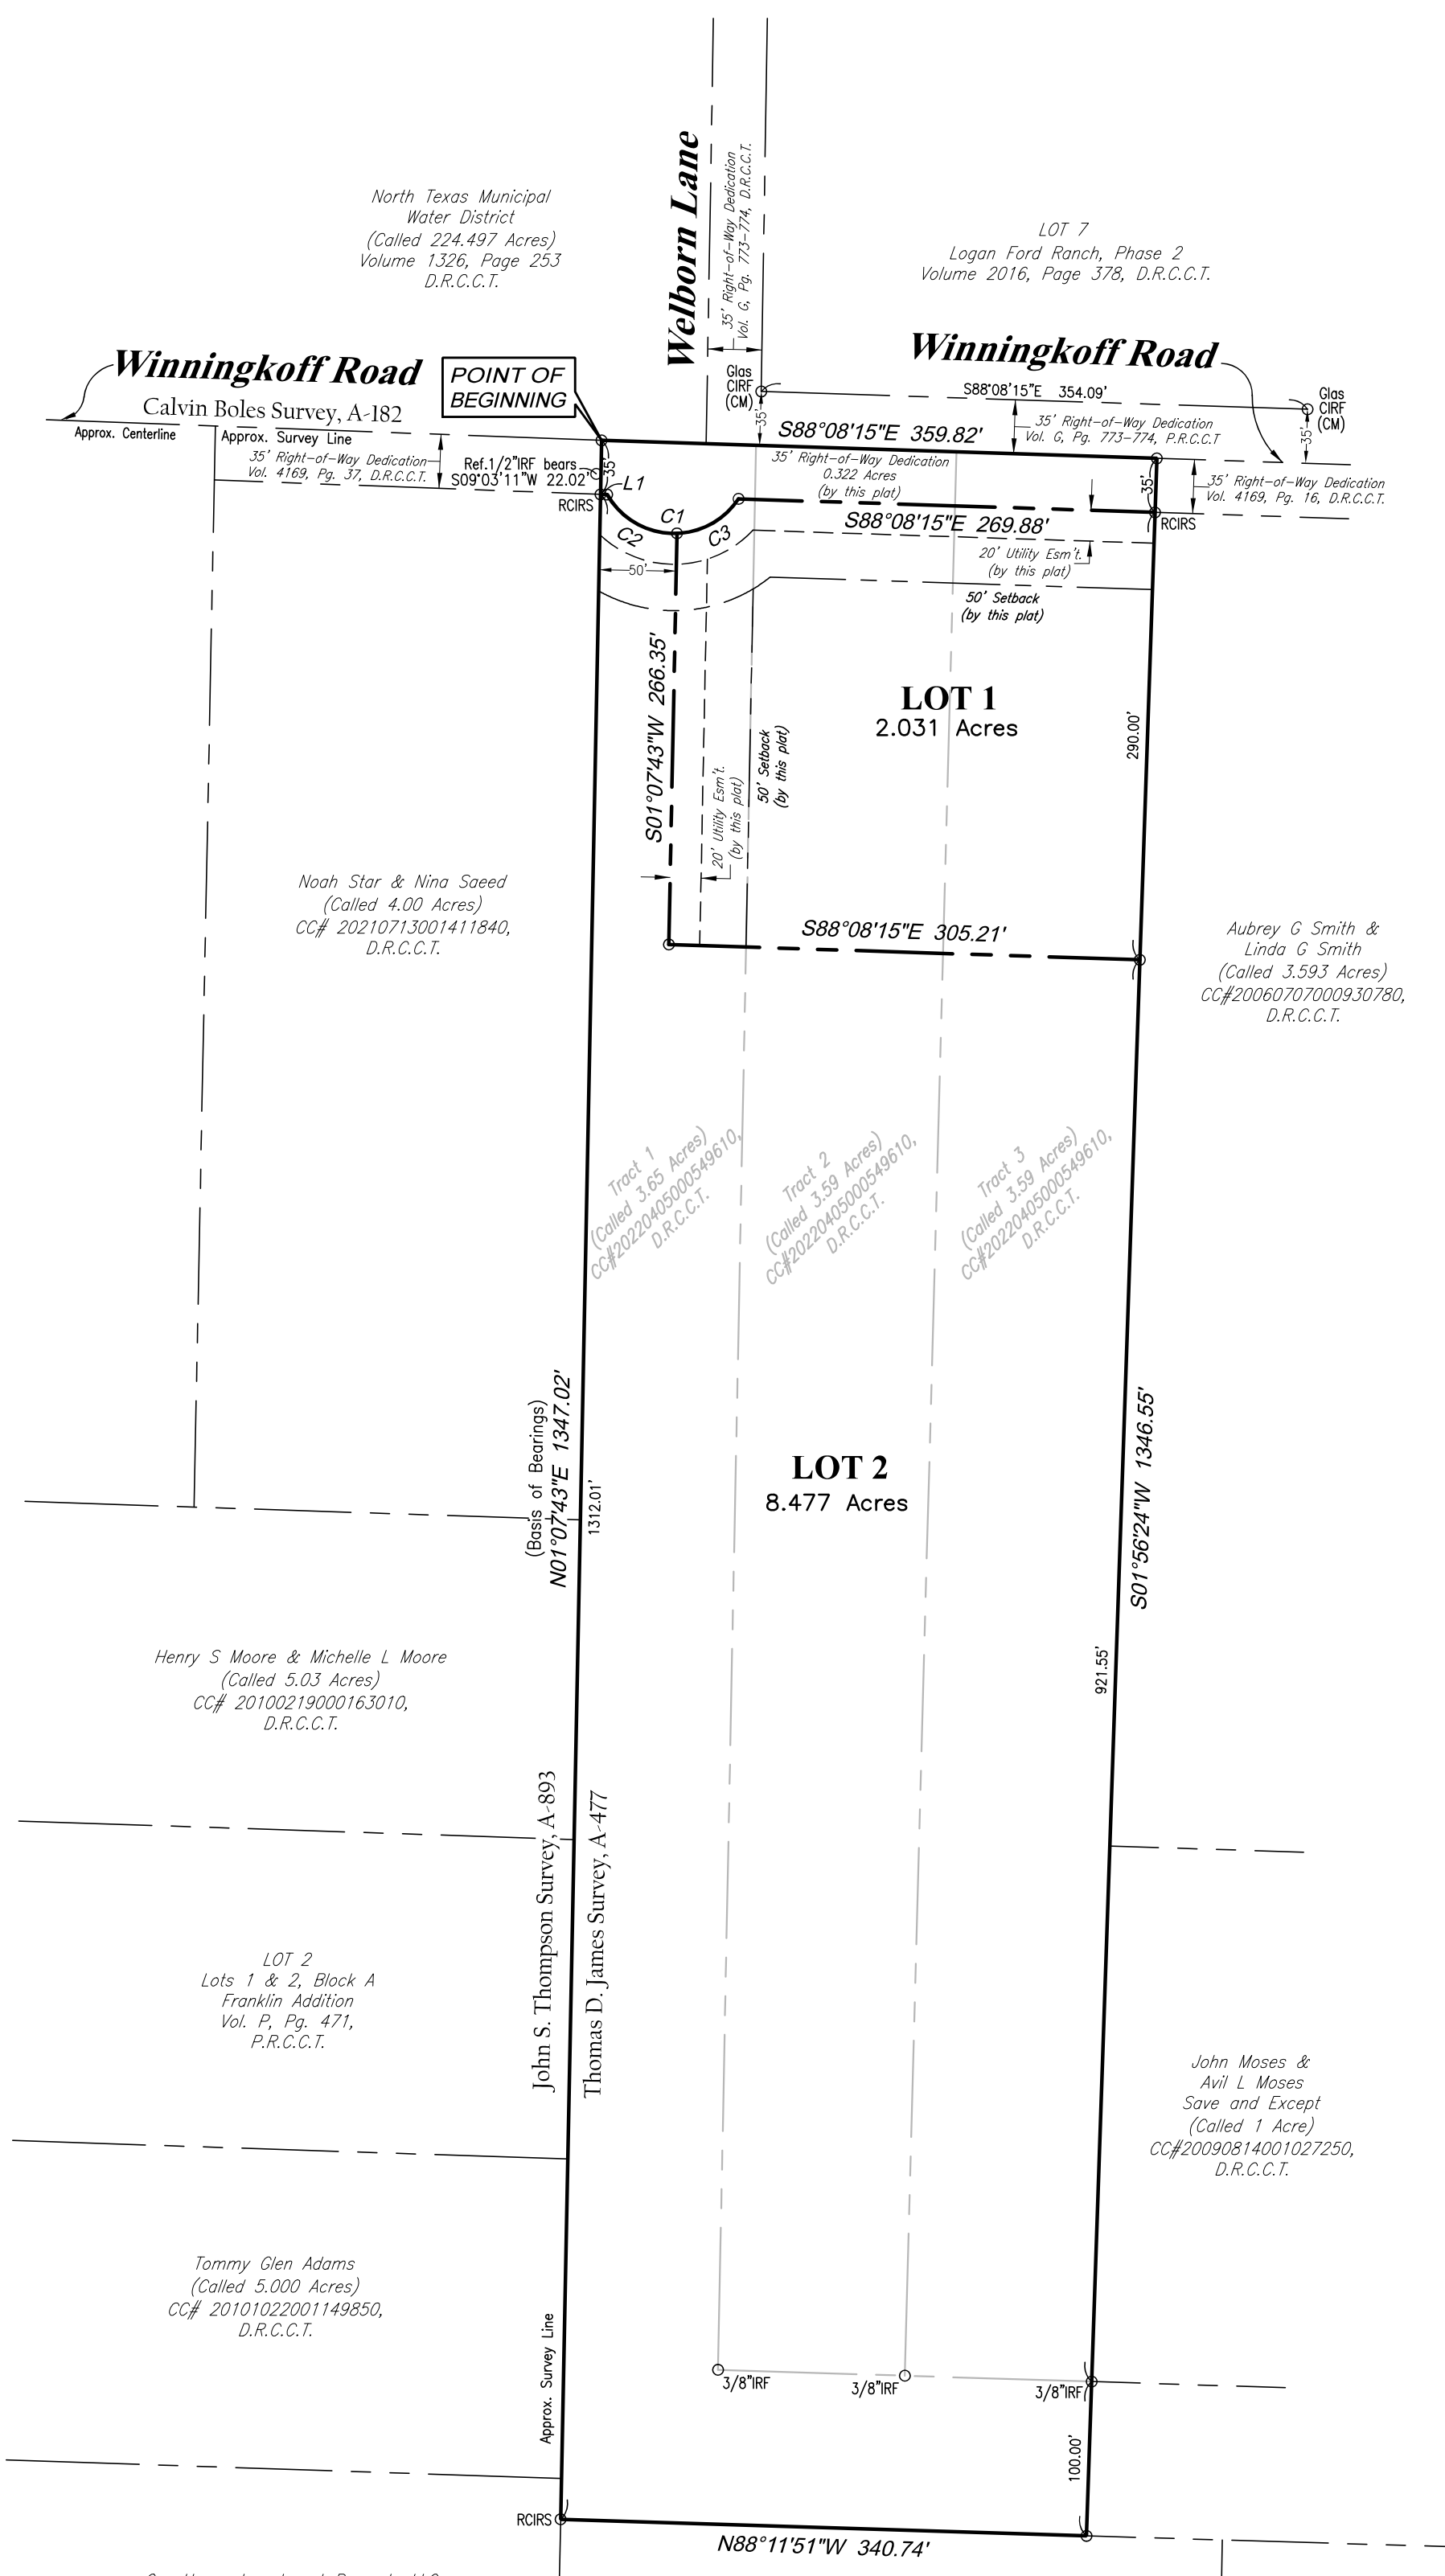 Welborn Lane
35' Right-of-Way Dedication
Vol. G, Pg. 773-774, D.R.C.C.T.
North Texas Municipal
Water District
(Called 224.497 Acres)
Volume 1326, Page 253
D.R.C.C.T.
LOT 7
Logan Ford Ranch, Phase 2
Volume 2016, Page 378, D.R.C.C.T.
Winningkoff Road
Calvin Boles Survey, A-182
Approx. Centerline
Approx. Survey Line
35' Right-of-Way Dedication
Vol. 4169, Pg. 37, D.R.C.C.T.
POINT OF
BEGINNING
Ref.1/2"IRF bears
S09°03'11"W 22.02'
RCIRS
35'
L1
Glas
CIRF
(CM)
35'
Winningkoff Road
S88°08'15"E 354.09'
Glas
CIRF
(CM)
35'
35' Right-of-Way Dedication
Vol. G, Pg. 773-774, P.R.C.C.T
S88°08'15"E 359.82'
35' Right-of-Way Dedication
0.322 Acres
(by this plat)
35'
35' Right-of-Way Dedication
Vol. 4169, Pg. 16, D.R.C.C.T.
RCIRS
C1
C2
C3
50'
S88°08'15"E 269.88'
20' Utility Esm't.
(by this plat)
50' Setback
(by this plat)
S01°07'43"W 266.35'
20' Utility Esm't.
(by this plat)
50' Setback
(by this plat)
LOT 1
2.031 Acres
290.00'
S88°08'15"E 305.21'
Noah Star & Nina Saeed
(Called 4.00 Acres)
CC# 20210713001411840,
D.R.C.C.T.
Aubrey G Smith &
Linda G Smith
(Called 3.593 Acres)
CC#20060707000930780,
D.R.C.C.T.
Tract 1
(Called 3.65 Acres)
CC#20220405000549610,
D.R.C.C.T.
Tract 2
(Called 3.59 Acres)
CC#20220405000549610,
D.R.C.C.T.
Tract 3
(Called 3.59 Acres)
CC#20220405000549610,
D.R.C.C.T.
(Basis of Bearings)
N01°07'43"E 1347.02'
1312.01'
LOT 2
8.477 Acres
S01°56'24"W 1346.55'
921.55'
Henry S Moore & Michelle L Moore
(Called 5.03 Acres)
CC# 20100219000163010,
D.R.C.C.T.
John S. Thompson Survey, A-893
Thomas D. James Survey, A-477
LOT 2
Lots 1 & 2, Block A
Franklin Addition
Vol. P, Pg. 471,
P.R.C.C.T.
John Moses &
Avil L Moses
Save and Except
(Called 1 Acre)
CC#20090814001027250,
D.R.C.C.T.
Tommy Glen Adams
(Called 5.000 Acres)
CC# 20101022001149850,
D.R.C.C.T.
Approx. Survey Line
3/8"IRF
3/8"IRF
3/8"IRF
100.00'
RCIRS
N88°11'51"W 340.74'